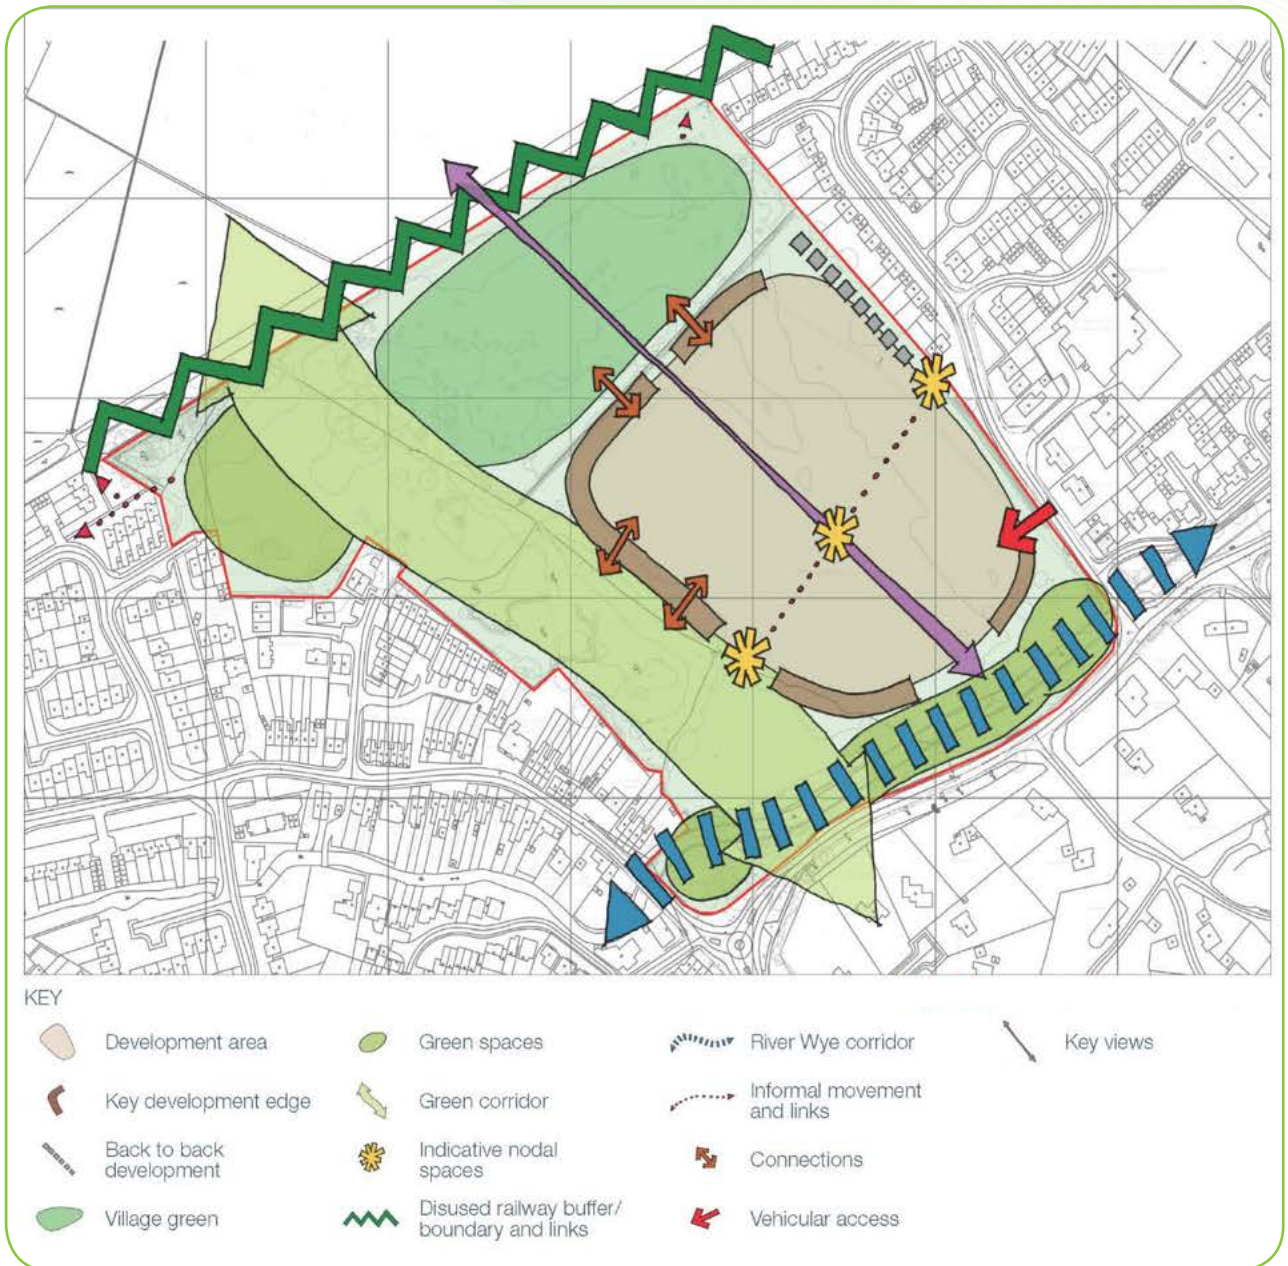 KEY
Development area
Key development edge
Back to back
development
Village green
Green spaces
Green corridor
Indicative nodal
spaces
Disused railway buffer/
boundary and links
River Wye corridor
Informal movement
and links
Connections
Vehicular access
Key views